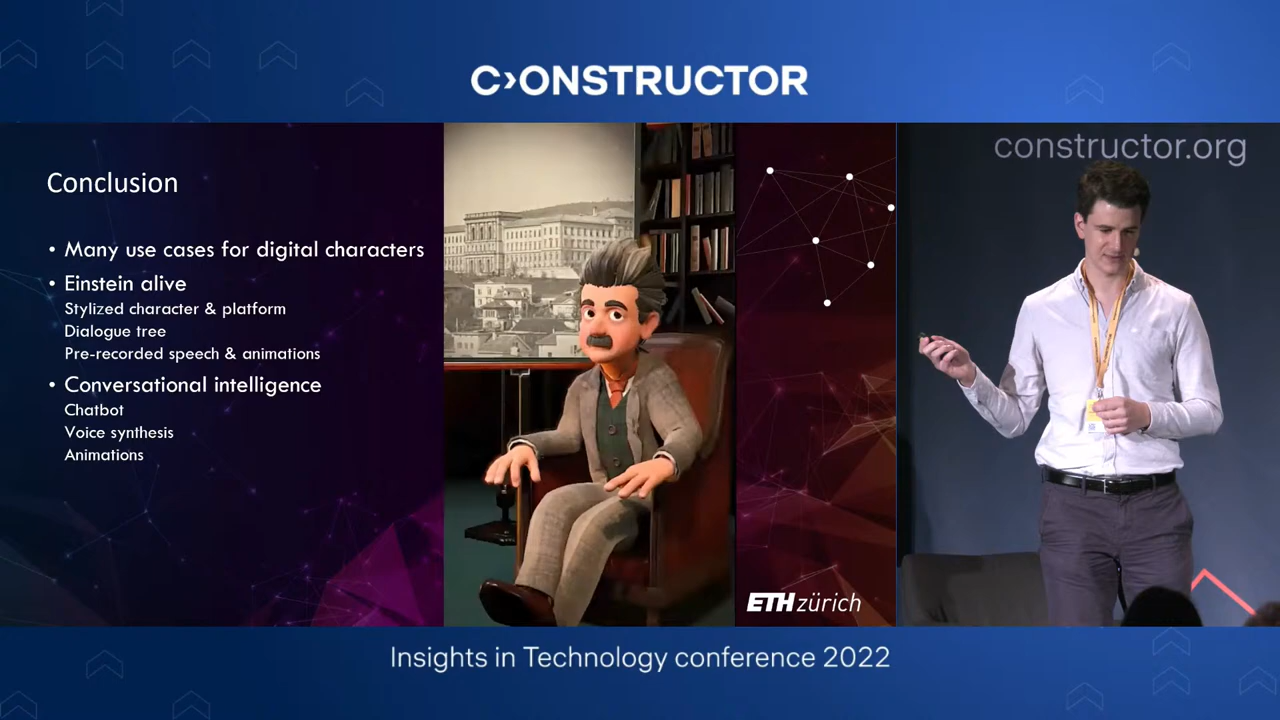 C›ONSTRUCTOR
constructor.org
Conclusion
• Many use cases for digital characters
• Einstein alive
Stylized character & platform
Dialogue tree
Pre-recorded speech & animations
• Conversational intelligence
Chatbot
Voice synthesis
Animations
ETH zürich
Insights in Technology conference 2022